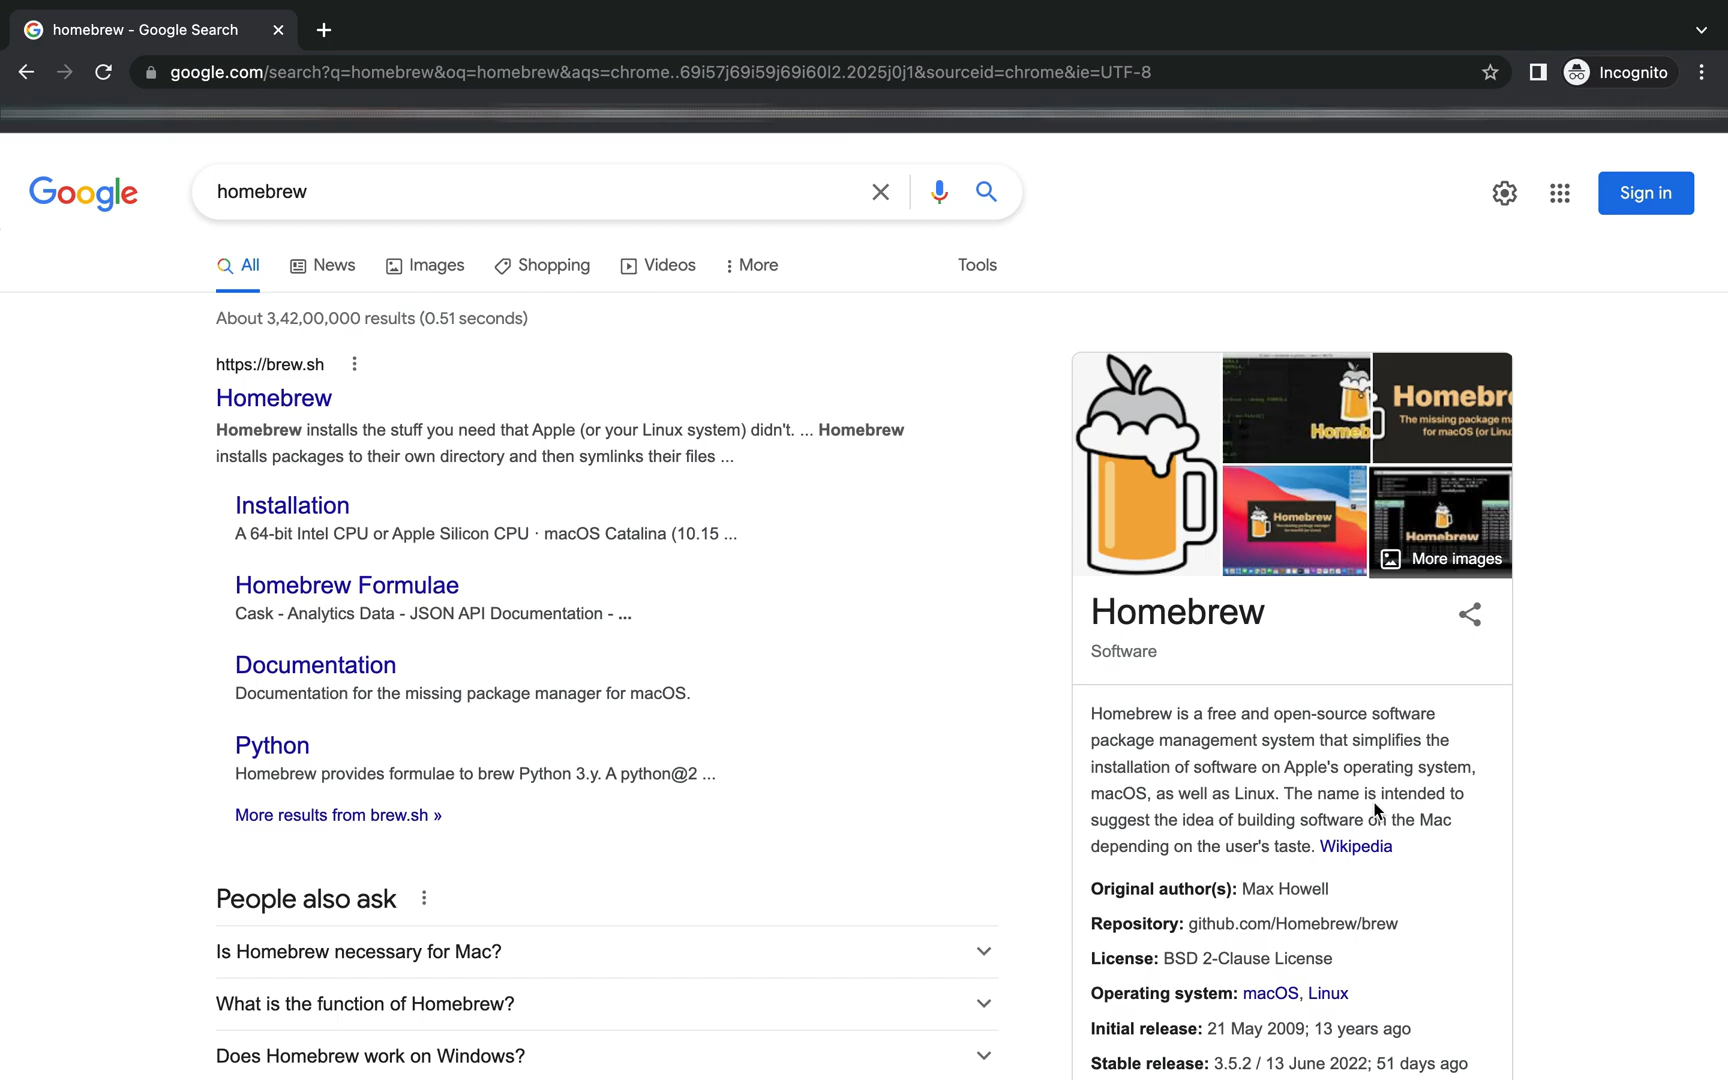 homebrew - Google Search
google.com/search?q=homebrew&oq=homebrew&aqs=chrome..69i57j69i59j69i60l2.2025j0j1&sourceid=chrome&ie=UTF-8
Incognito
Google
homebrew
Sign in
All
News
Images
Shopping
Videos
More
Tools
About 3,42,00,000 results (0.51 seconds)
https://brew.sh
Homebrew
Homebrew installs the stuff you need that Apple (or your Linux system) didn't. ... Homebrew
installs packages to their own directory and then symlinks their files ...
Installation
A 64-bit Intel CPU or Apple Silicon CPU · macOS Catalina (10.15 ...
Homebrew Formulae
Cask - Analytics Data - JSON API Documentation - ...
Documentation
Documentation for the missing package manager for macOS.
Python
Homebrew provides formulae to brew Python 3.y. A python@2 ...
More results from brew.sh »
People also ask
Is Homebrew necessary for Mac?
What is the function of Homebrew?
Does Homebrew work on Windows?
Homeb
Homebre
The missing package m
for macOS (or Linu
Homebrew
Homebrew
More images
Homebrew
Software
Homebrew is a free and open-source software
package management system that simplifies the
installation of software on Apple's operating system,
macOS, as well as Linux. The name is intended to
suggest the idea of building software on the Mac
depending on the user's taste. Wikipedia
Original author(s): Max Howell
Repository: github.com/Homebrew/brew
License: BSD 2-Clause License
Operating system: macOS, Linux
Initial release: 21 May 2009; 13 years ago
Stable release: 3.5.2 / 13 June 2022; 51 days ago